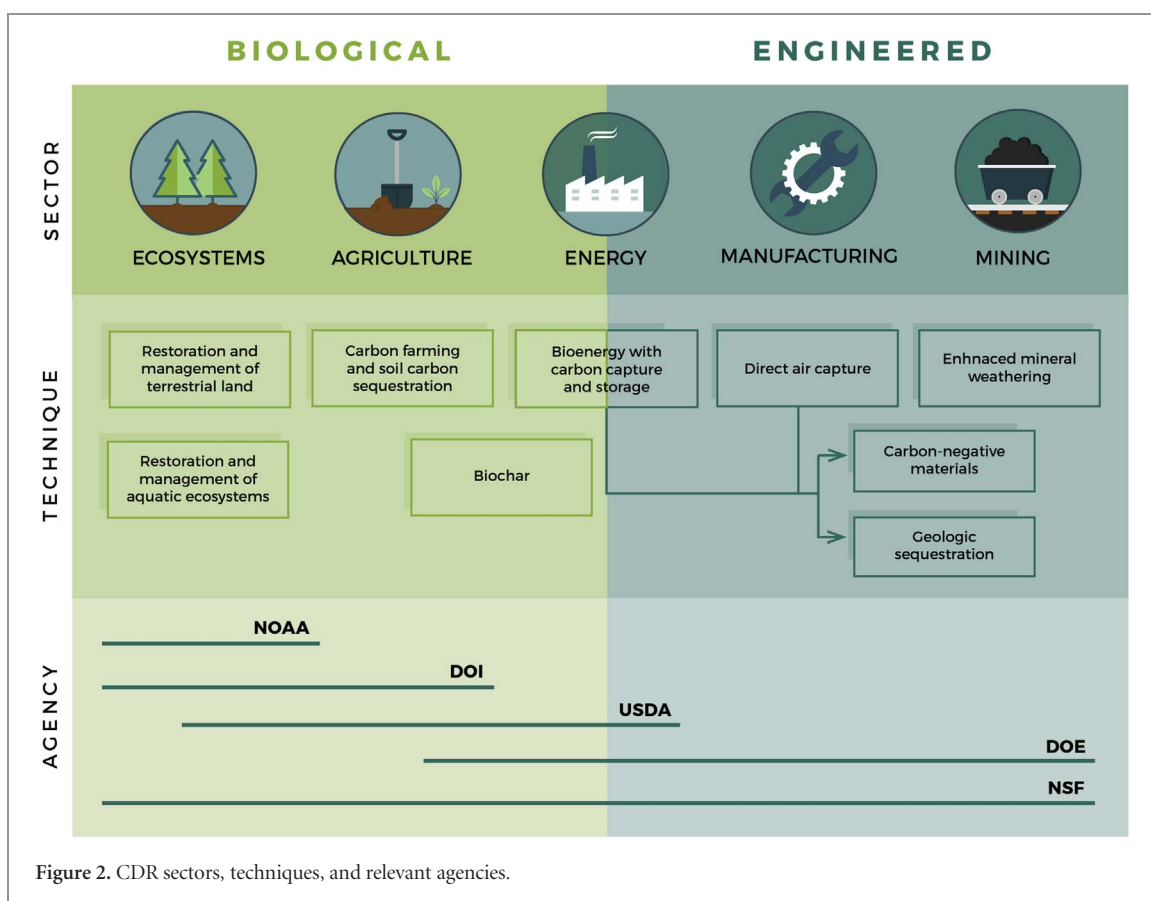 BIOLOGICAL
ENGINEERED
SECTOR
ECOSYSTEMS
AGRICULTURE
ENERGY
MANUFACTURING
MINING
TECHNIQUE
Restoration and
management of
terrestrial land
Carbon farming
and soil carbon
sequestration
Bioenergy with
carbon capture
and storage
Direct air capture
Enhnaced mineral
weathering
Restoration and
management of
aquatic ecosystems
Biochar
Carbon-negative
materials
Geologic
sequestration
AGENCY
NOAA
DOI
USDA
DOE
NSF
Figure 2. CDR sectors, techniques, and relevant agencies.